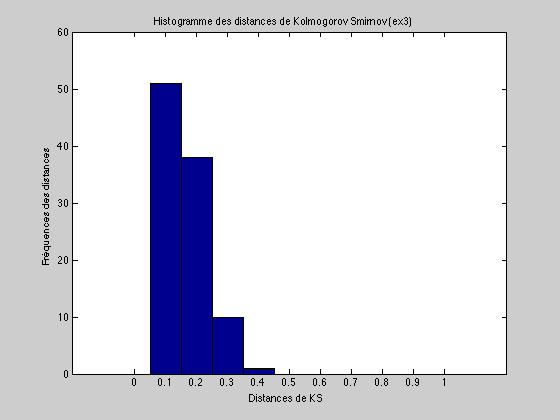 Histogramme des distances de Kolmogorov Smirnov(ex3)
60
50
40
30
20
10
0
Fréquences des distances
0 0.1 0.2 0.3 0.4 0.5 0.6 0.7 0.8 0.9 1
Distances de KS